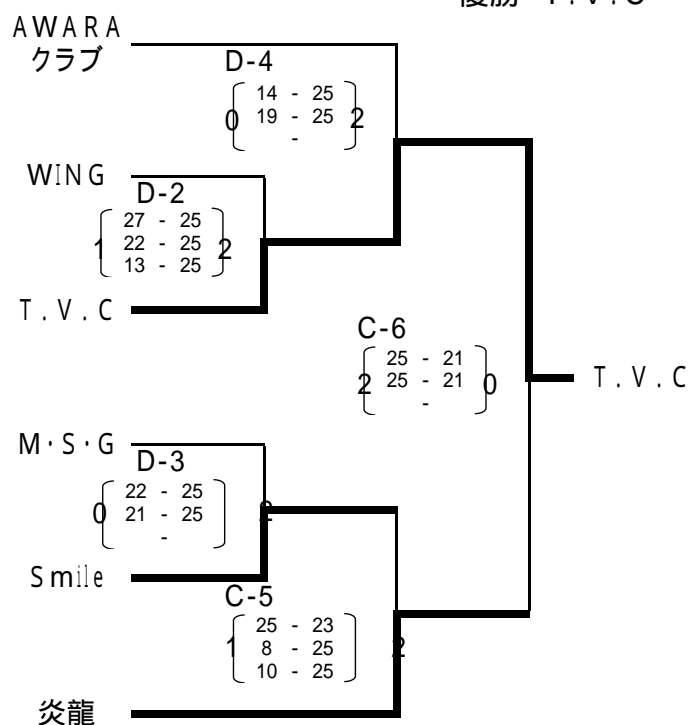 優勝 T.V.C
AWARA
クラブ
D-4
14 - 25
0 19 - 25 2
-
WING
D-2
27 - 25
1 22 - 25 2
13 - 25
T.V.C
C-6
25 - 21
2 25 - 21 0
-
T.V.C
M・S・G
D-3
22 - 25
0 21 - 25 2
-
Smile
C-5
25 - 23
1 8 - 25 2
10 - 25
炎龍